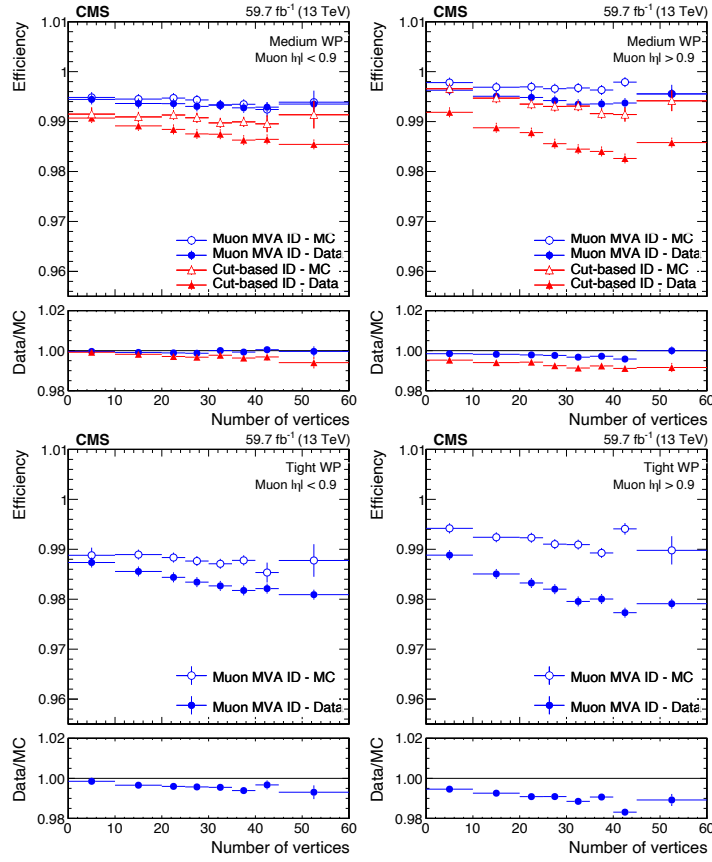 CMS
59.7 fb⁻¹ (13 TeV)
Efficiency
1.01
1
0.99
0.98
0.97
0.96
Medium WP
Muon |η| < 0.9
Muon MVA ID - MC
Muon MVA ID - Data
Cut-based ID - MC
Cut-based ID - Data
Data/MC
1.02
1.00
0.98
0 10 20 30 40 50 60
Number of vertices
CMS
59.7 fb⁻¹ (13 TeV)
Efficiency
1.01
1
0.99
0.98
0.97
0.96
Medium WP
Muon |η| > 0.9
Muon MVA ID - MC
Muon MVA ID - Data
Cut-based ID - MC
Cut-based ID - Data
Data/MC
1.02
1.00
0.98
0 10 20 30 40 50 60
Number of vertices
CMS
59.7 fb⁻¹ (13 TeV)
Efficiency
1.01
1
0.99
0.98
0.97
0.96
Tight WP
Muon |η| < 0.9
Muon MVA ID - MC
Muon MVA ID - Data
Data/MC
1.02
1.00
0.98
0 10 20 30 40 50 60
Number of vertices
CMS
59.7 fb⁻¹ (13 TeV)
Efficiency
1.01
1
0.99
0.98
0.97
0.96
Tight WP
Muon |η| > 0.9
Muon MVA ID - MC
Muon MVA ID - Data
Data/MC
1.02
1.00
0.98
0 10 20 30 40 50 60
Number of vertices